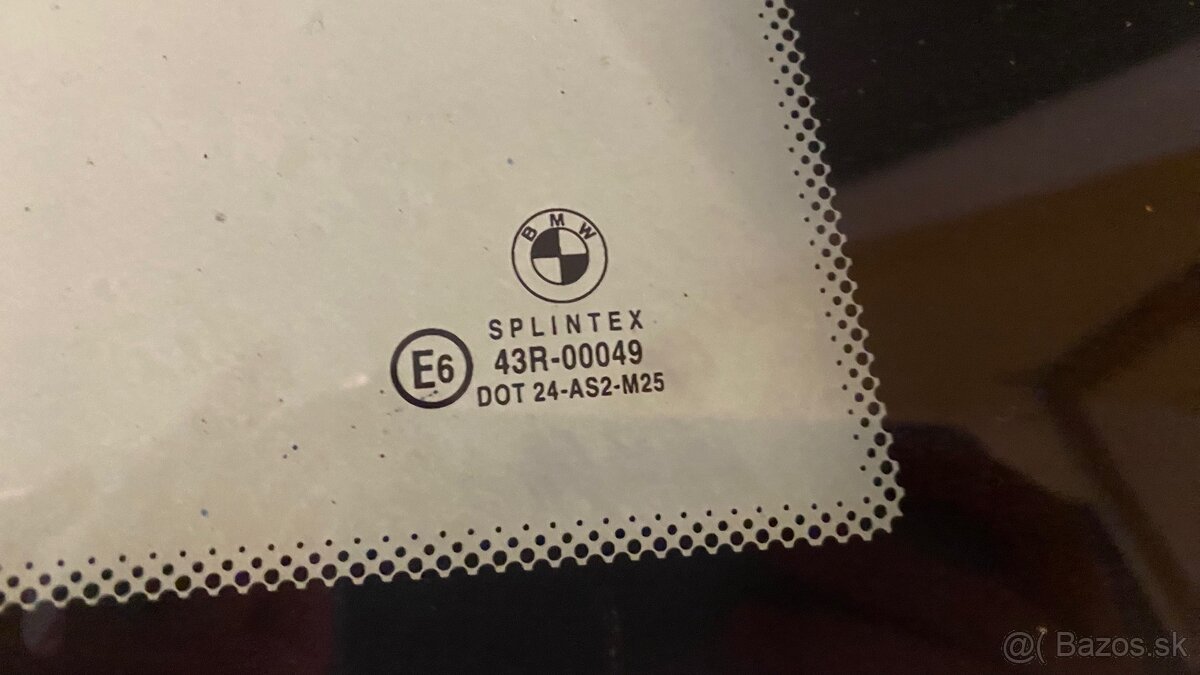 BMW
SPLINTEX
E6 43R-00049
DOT 24-AS2-M25
@( Bazos.sk